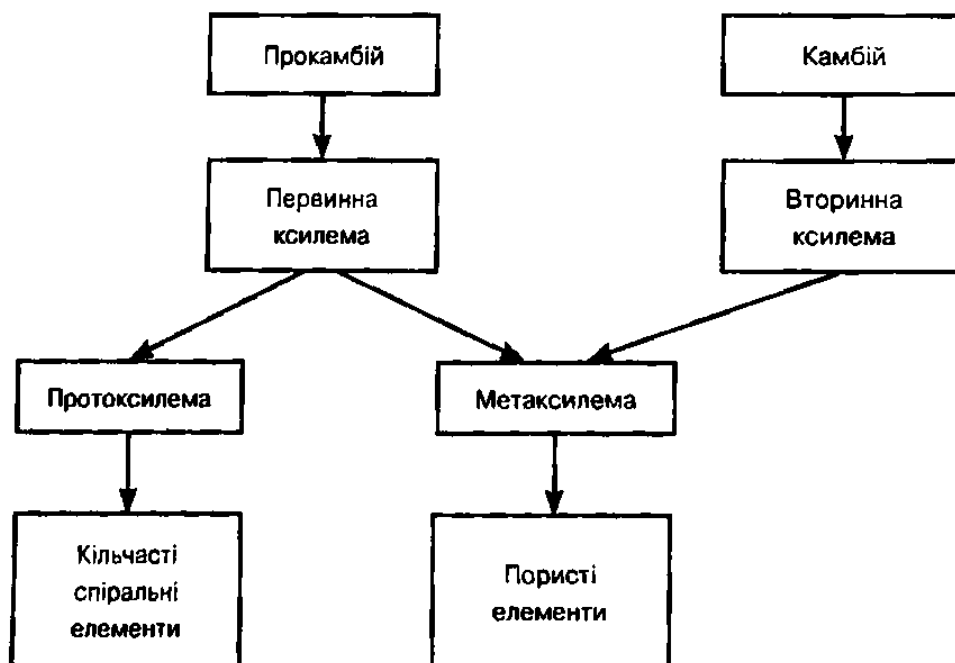 Прокамбій
Камбій
Первинна
ксилема
Вторинна
ксилема
Протоксилема
Метаксилема
Кільчасті
спіральні
елементи
Пористі
елементи